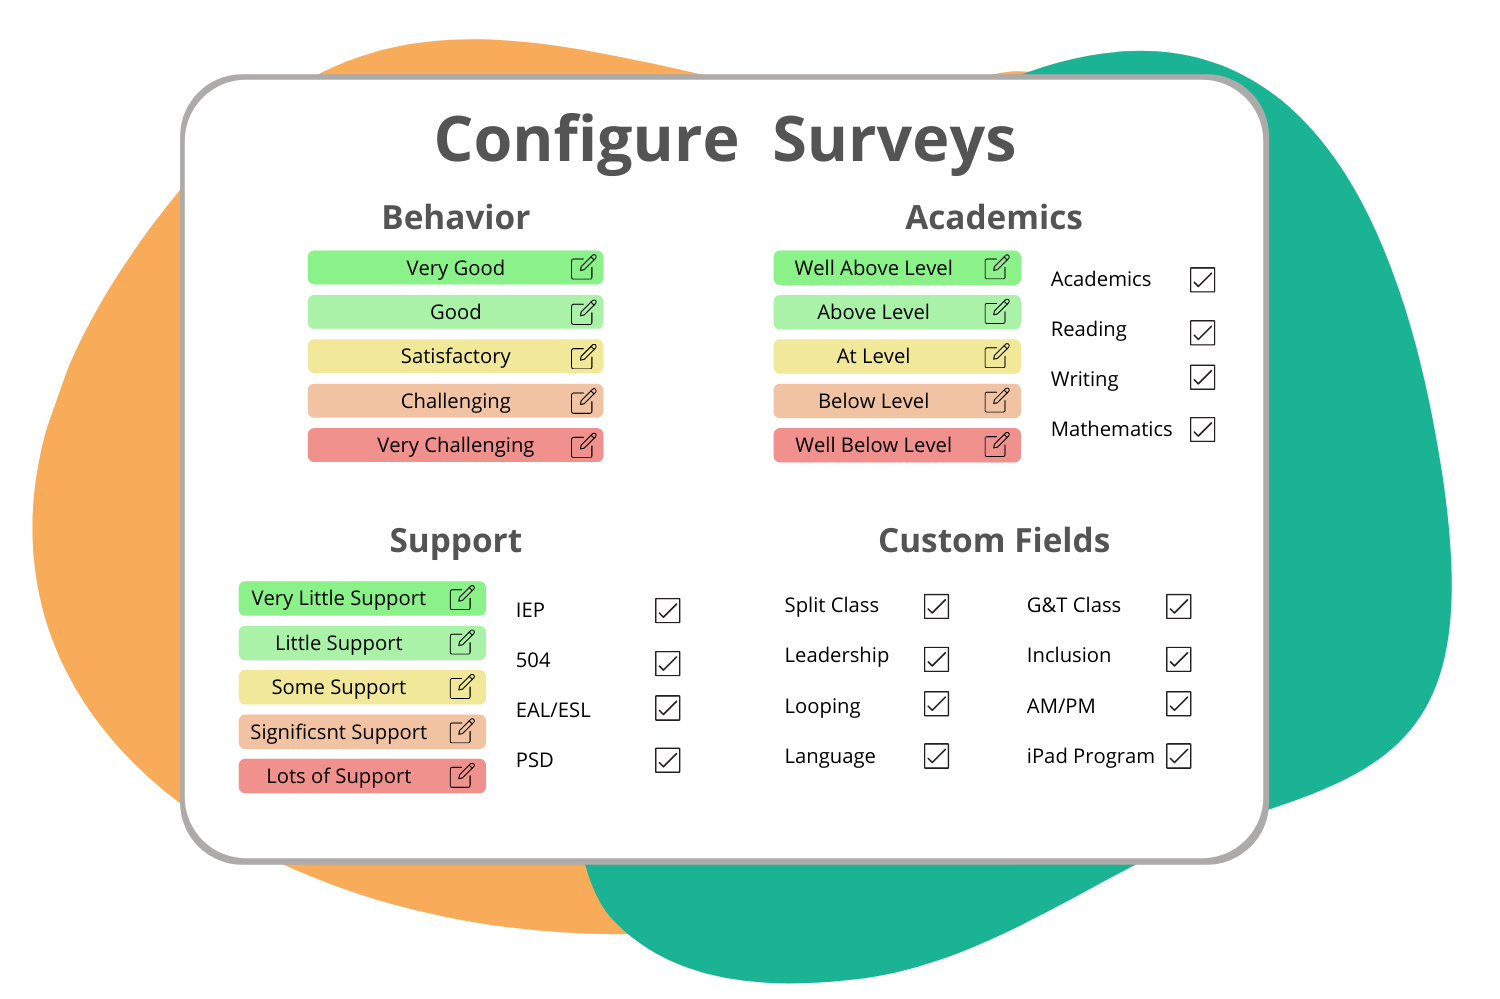 Configure Surveys
Behavior
Very Good
Good
Satisfactory
Challenging
Very Challenging
Academics
Well Above Level
Above Level
At Level
Below Level
Well Below Level
Academics
Reading
Writing
Mathematics
Support
Very Little Support
Little Support
Some Support
Significsnt Support
Lots of Support
IEP
504
EAL/ESL
PSD
Custom Fields
Split Class
Leadership
Looping
Language
G&T Class
Inclusion
AM/PM
iPad Program